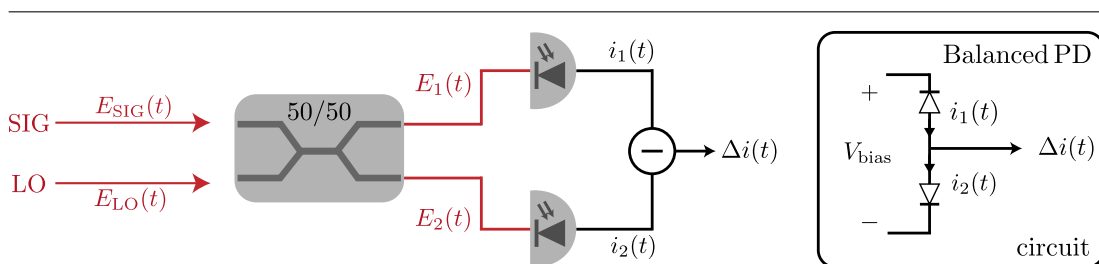 SIG
E_SIG(t)
LO
E_LO(t)
50/50
E_1(t)
E_2(t)
i_1(t)
i_2(t)
−
Δi(t)
Balanced PD
+
i_1(t)
V_bias
Δi(t)
i_2(t)
−
circuit